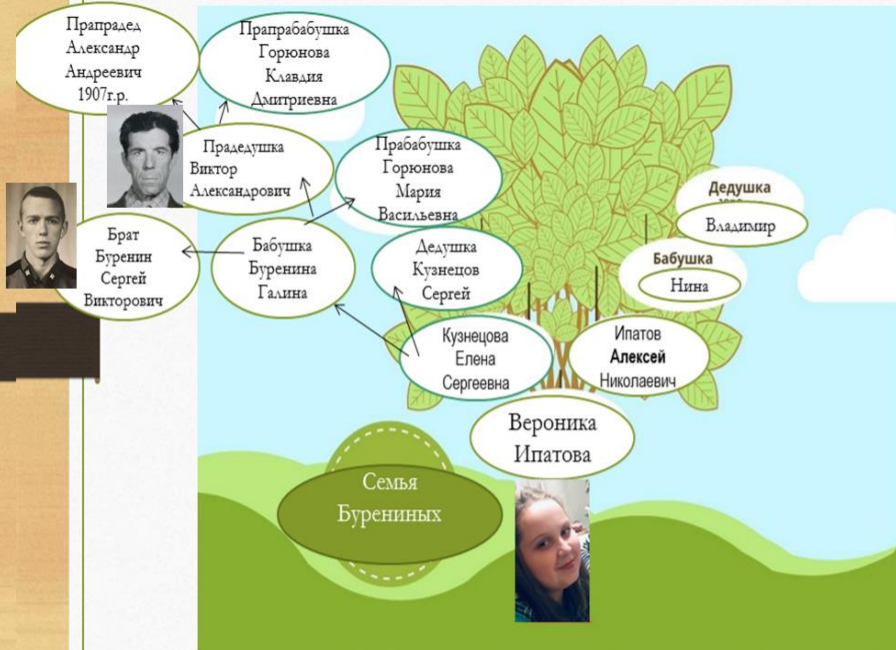 Прапрадед
Александр
Андреевич
1907г.р.
Прапрабабушка
Горюнова
Клавдия
Дмитриевна
Прадедушка
Виктор
Александрович
Прабабушка
Горюнова
Мария
Васильевна
Дедушка
Владимир
Брат
Буренин
Сергей
Викторович
Бабушка
Буренина
Галина
Дедушка
Кузнецов
Сергей
Бабушка
Нина
Кузнецова
Елена
Сергеевна
Ипатов
Алексей
Николаевич
Вероника
Ипатова
Семья
Бурениных